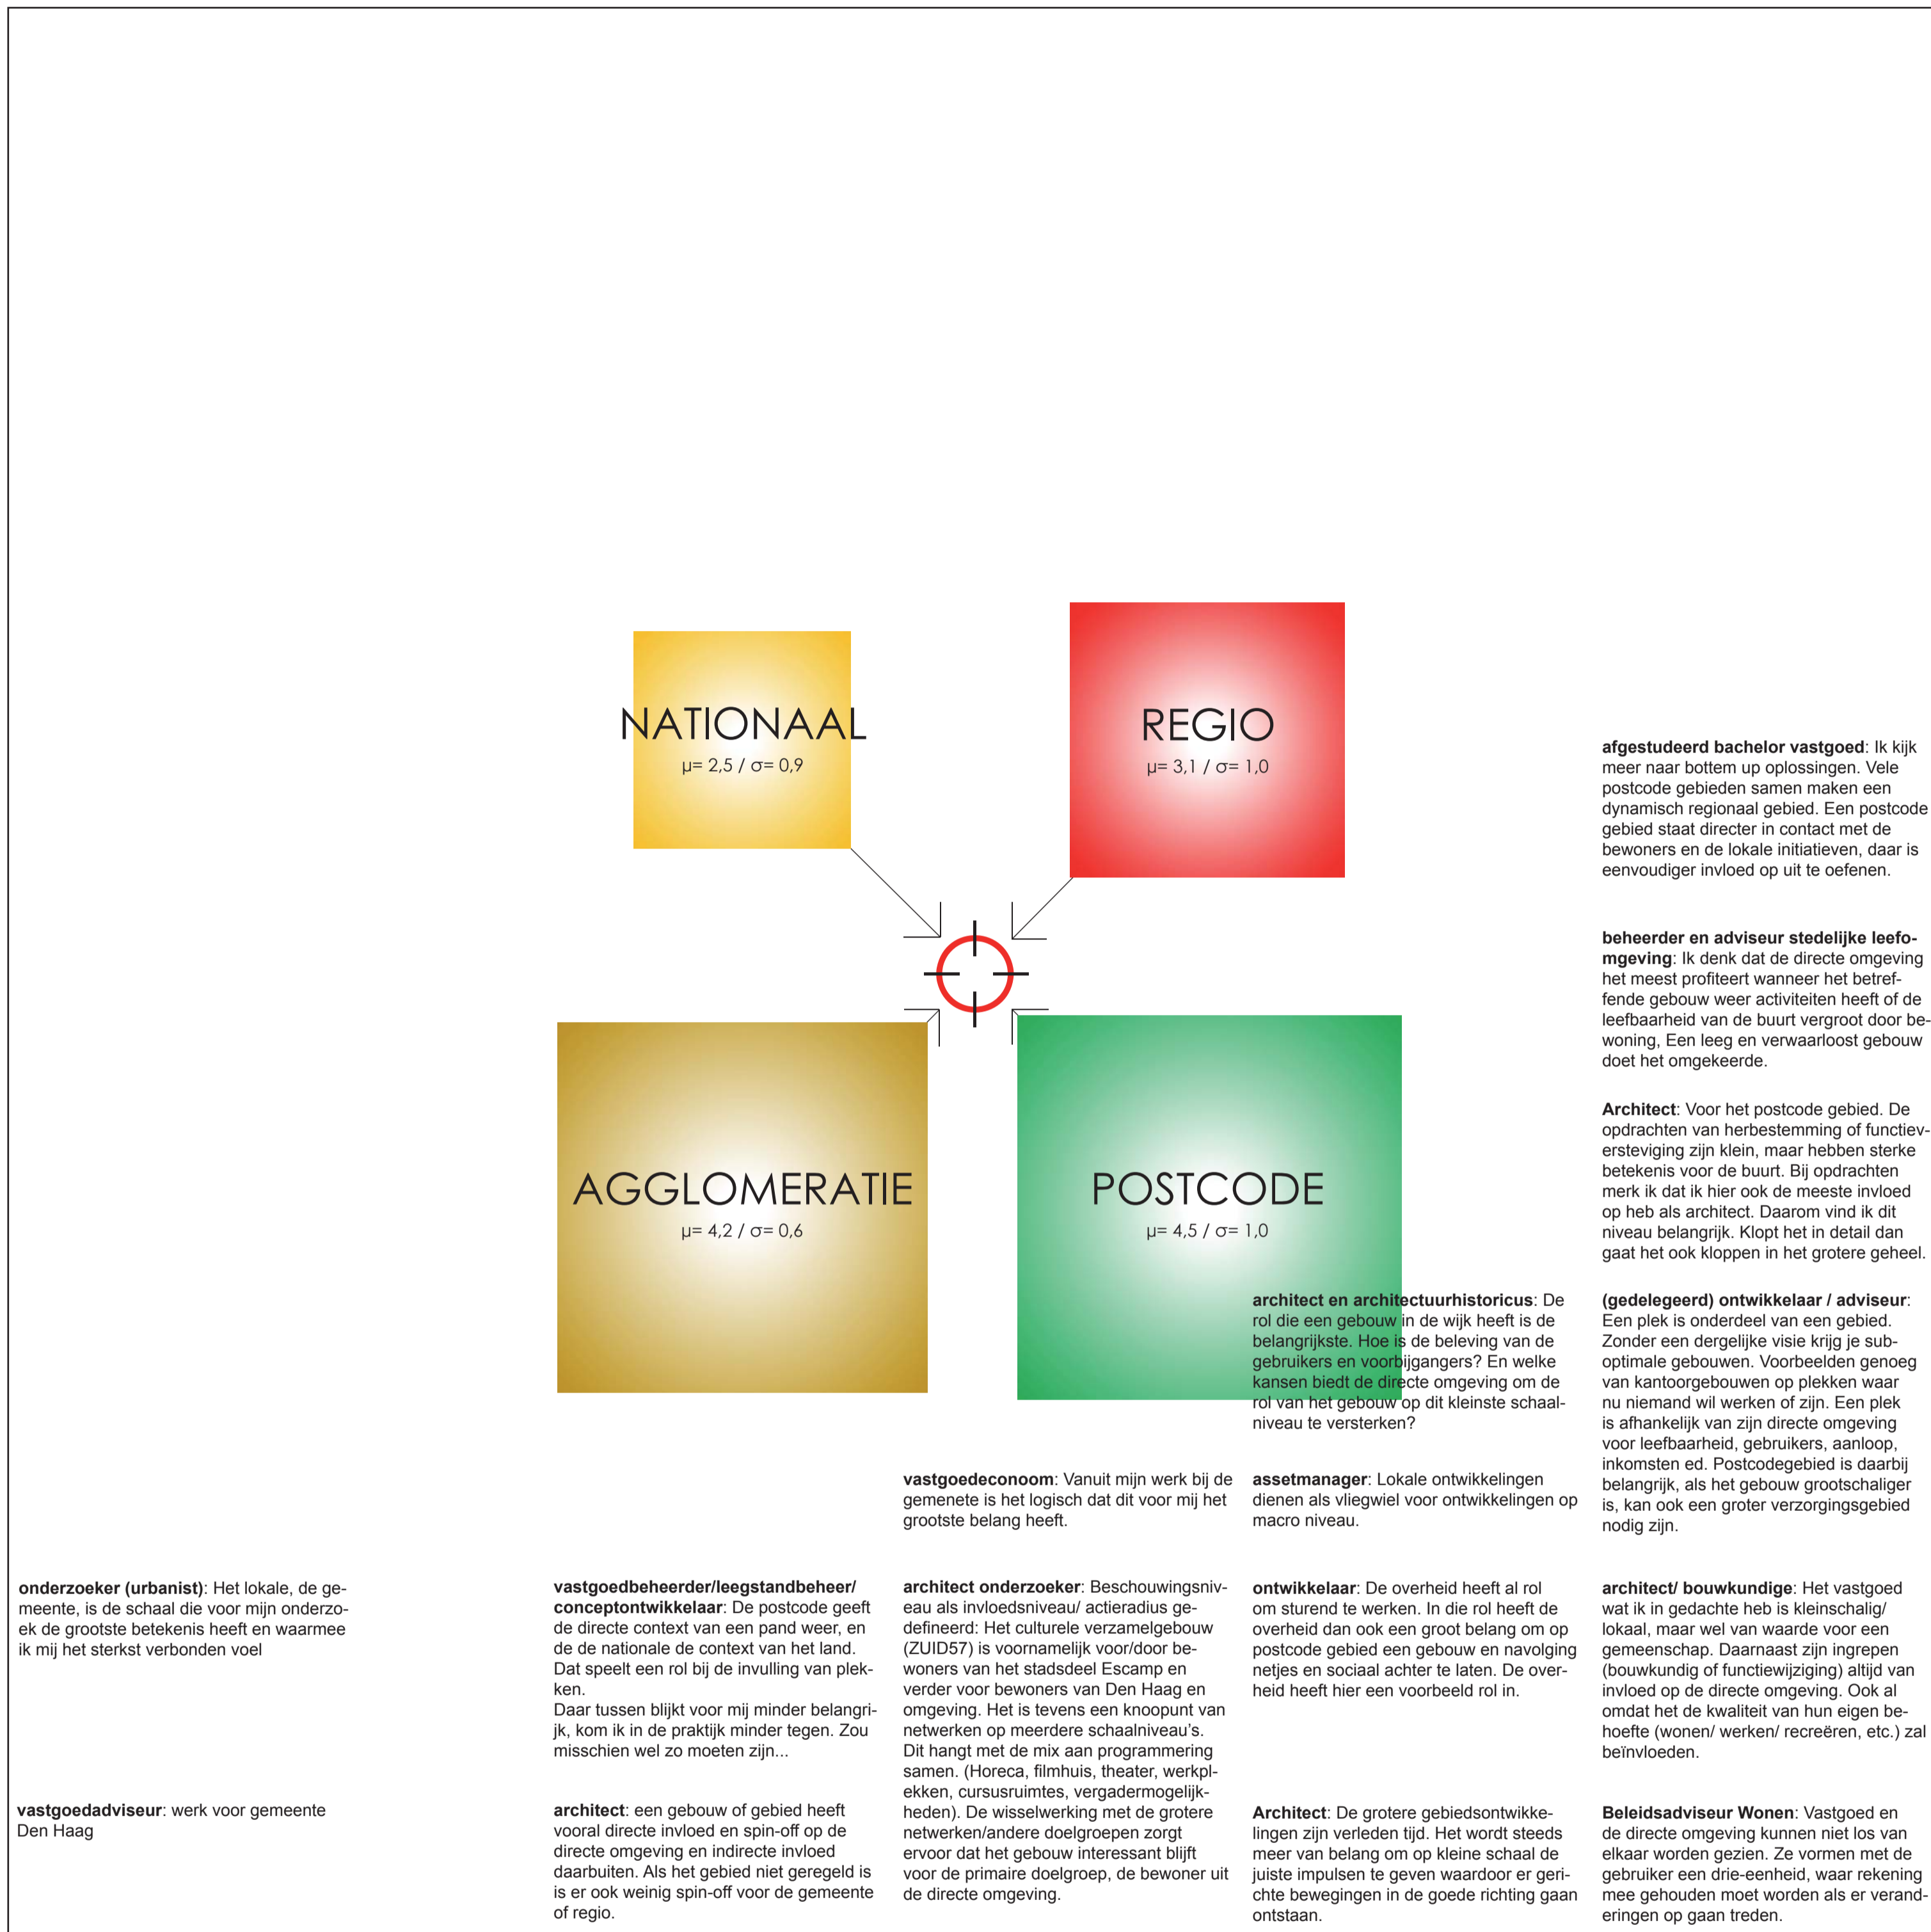 NATIONAAL
μ= 2,5 / σ= 0,9
REGIO
μ= 3,1 / σ= 1,0
AGGLOMERATIE
μ= 4,2 / σ= 0,6
POSTCODE
μ= 4,5 / σ= 1,0
onderzoeker (urbanist): Het lokale, de ge-
meente, is de schaal die voor mijn onderzo-
ek de grootste betekenis heeft en waarmee
ik mij het sterkst verbonden voel
vastgoedadviseur: werk voor gemeente
Den Haag
vastgoedbeheerder/leegstandbeheer/
conceptontwikkelaar: De postcode geeft
de directe context van een pand weer, en
de de nationale de context van het land.
Dat speelt een rol bij de invulling van plek-
ken.
Daar tussen blijkt voor mij minder belangri-
jk, kom ik in de praktijk minder tegen. Zou
misschien wel zo moeten zijn...
architect: een gebouw of gebied heeft
vooral directe invloed en spin-off op de
directe omgeving en indirecte invloed
daarbuiten. Als het gebied niet geregeld is
is er ook weinig spin-off voor de gemeente
of regio.
vastgoedeconoom: Vanuit mijn werk bij de
gemenete is het logisch dat dit voor mij het
grootste belang heeft.
architect onderzoeker: Beschouwingsniv-
eau als invloedsniveau/ actieradius ge-
defineerd: Het culturele verzamelgebouw
(ZUID57) is voornamelijk voor/door be-
woners van het stadsdeel Escamp en
verder voor bewoners van Den Haag en
omgeving. Het is tevens een knoopunt van
netwerken op meerdere schaalniveau's.
Dit hangt met de mix aan programmering
samen. (Horeca, filmhuis, theater, werkpl-
ekken, cursusruimtes, vergadermogelijk-
heden). De wisselwerking met de grotere
netwerken/andere doelgroepen zorgt
ervoor dat het gebouw interessant blijft
voor de primaire doelgroep, de bewoner uit
de directe omgeving.
architect en architectuurhistoricus: De
rol die een gebouw in de wijk heeft is de
belangrijkste. Hoe is de beleving van de
gebruikers en voorbijgangers? En welke
kansen biedt de directe omgeving om de
rol van het gebouw op dit kleinste schaal-
niveau te versterken?
assetmanager: Lokale ontwikkelingen
dienen als vliegwiel voor ontwikkelingen op
macro niveau.
ontwikkelaar: De overheid heeft al rol
om sturend te werken. In die rol heeft de
overheid dan ook een groot belang om op
postcode gebied een gebouw en navolging
netjes en sociaal achter te laten. De over-
heid heeft hier een voorbeeld rol in.
Architect: De grotere gebiedsontwikke-
lingen zijn verleden tijd. Het wordt steeds
meer van belang om op kleine schaal de
juiste impulsen te geven waardoor er geri-
chte bewegingen in de goede richting gaan
ontstaan.
afgestudeerd bachelor vastgoed: Ik kijk
meer naar bottem up oplossingen. Vele
postcode gebieden samen maken een
dynamisch regionaal gebied. Een postcode
gebied staat directer in contact met de
bewoners en de lokale initiatieven, daar is
eenvoudiger invloed op uit te oefenen.
beheerder en adviseur stedelijke leefo-
mgeving: Ik denk dat de directe omgeving
het meest profiteert wanneer het betref-
fende gebouw weer activiteiten heeft of de
leefbaarheid van de buurt vergroot door be-
woning, Een leeg en verwaarloost gebouw
doet het omgekeerde.
Architect: Voor het postcode gebied. De
opdrachten van herbestemming of functiev-
ersteviging zijn klein, maar hebben sterke
betekenis voor de buurt. Bij opdrachten
merk ik dat ik hier ook de meeste invloed
op heb als architect. Daarom vind ik dit
niveau belangrijk. Klopt het in detail dan
gaat het ook kloppen in het grotere geheel.
(gedelegeerd) ontwikkelaar / adviseur:
Een plek is onderdeel van een gebied.
Zonder een dergelijke visie krijg je sub-
optimale gebouwen. Voorbeelden genoeg
van kantoorgebouwen op plekken waar
nu niemand wil werken of zijn. Een plek
is afhankelijk van zijn directe omgeving
voor leefbaarheid, gebruikers, aanloop,
inkomsten ed. Postcodegebied is daarbij
belangrijk, als het gebouw grootschaliger
is, kan ook een groter verzorgingsgebied
nodig zijn.
architect/ bouwkundige: Het vastgoed
wat ik in gedachte heb is kleinschalig/
lokaal, maar wel van waarde voor een
gemeenschap. Daarnaast zijn ingrepen
(bouwkundig of functiewijziging) altijd van
invloed op de directe omgeving. Ook al
omdat het de kwaliteit van hun eigen be-
hoefte (wonen/ werken/ recreëren, etc.) zal
beïnvloeden.
Beleidsadviseur Wonen: Vastgoed en
de directe omgeving kunnen niet los van
elkaar worden gezien. Ze vormen met de
gebruiker een drie-eenheid, waar rekening
mee gehouden moet worden als er verand-
eringen op gaan treden.